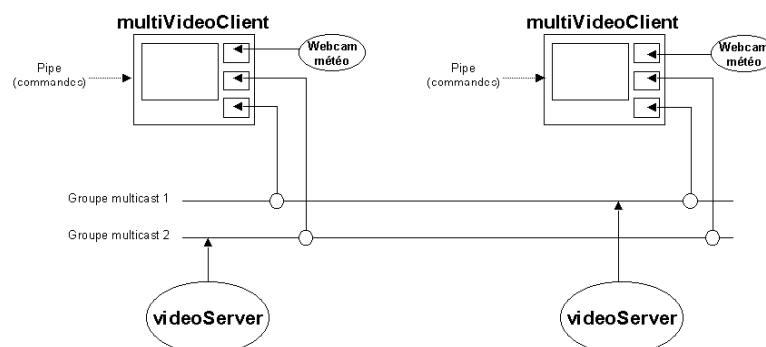 multiVideoClient
multiVideoClient
Webcam
météo
Webcam
météo
Pipe
(commandes)
Pipe
(commandes)
Groupe multicast 1
Groupe multicast 2
videoServer
videoServer